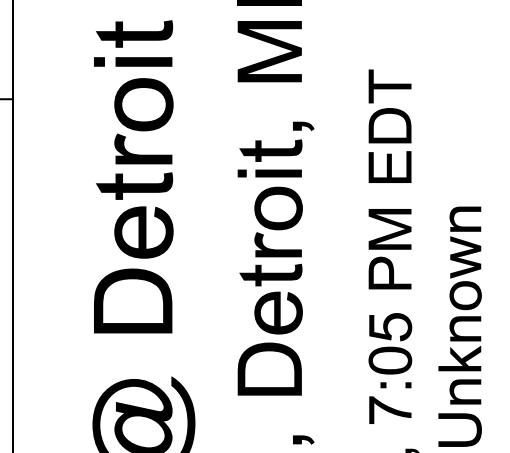 @ Detroit
, Detroit, MI
, 7:05 PM EDT
Unknown